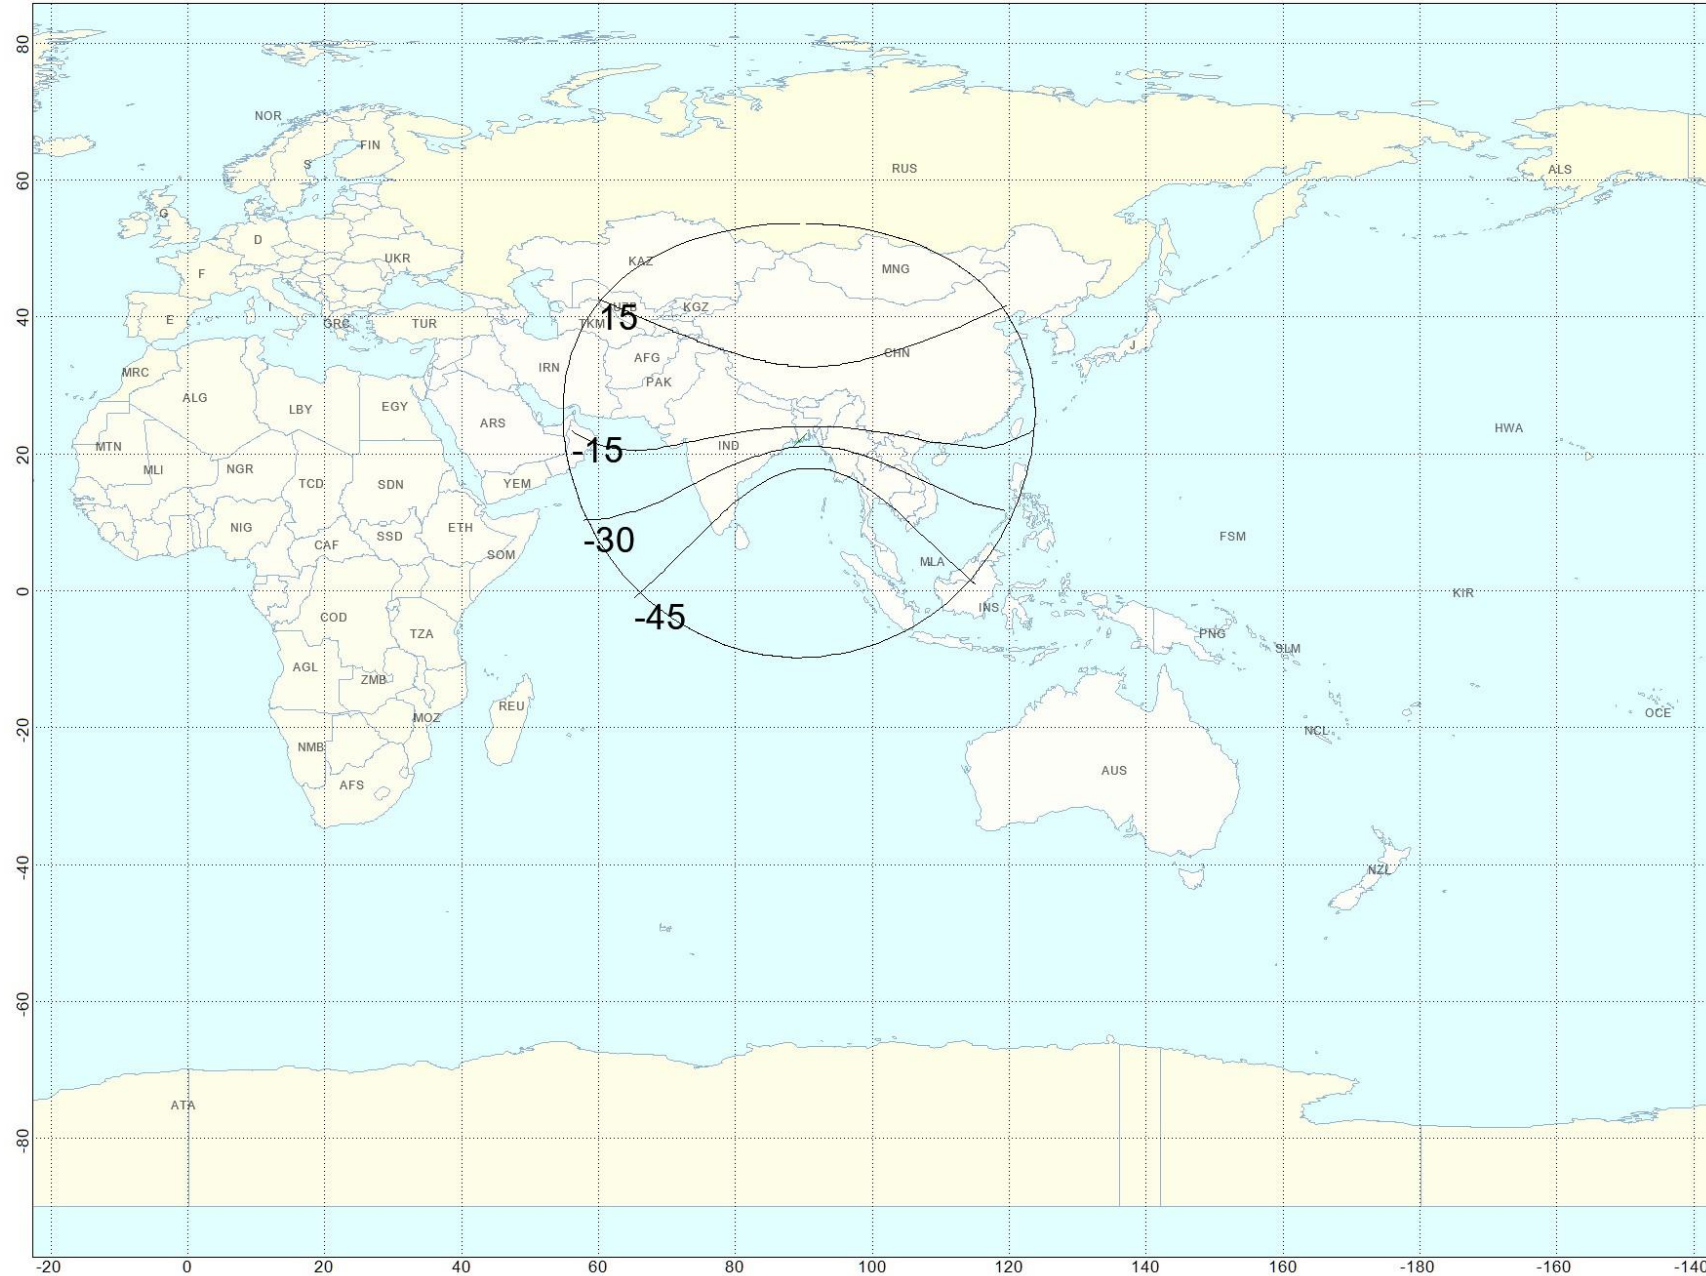 80
NOR
FIN
S
RUS
ALS
60
G
D
UKR
F
KAZ
MNG
I
UZB
KGZ
E
15
40
GRC
TUR
TKM
J
CHN
AFG
IRN
MRC
PAK
ALG
EGY
LBY
ARS
HWA
MTN
-15
IND
20
MLI
NGR
TCD
SDN
YEM
NIG
ETH
SSD
FSM
-30
CAF
SOM
MLA
0
KIR
INS
COD
-45
TZA
PNG
SLM
AGL
ZMB
REU
OCE
MOZ
-20
NCL
NMB
AUS
AFS
-40
NZL
-60
ATA
-80
-20 0 20 40 60 80 100 120 140 160 -180 -160 -140